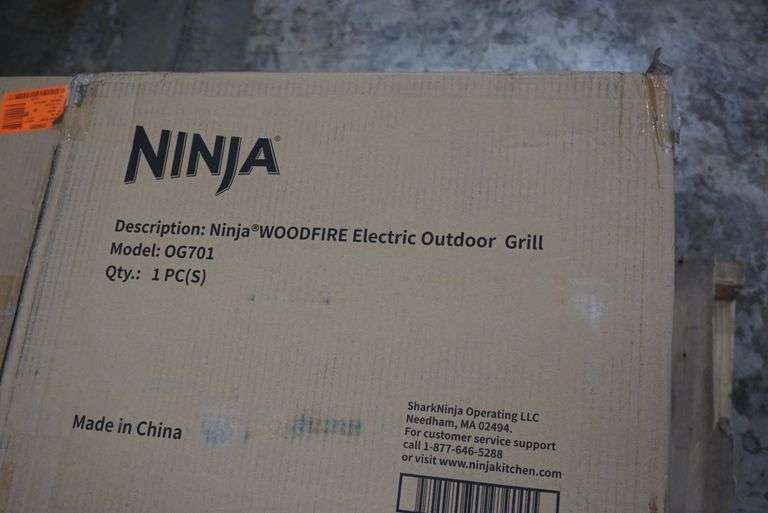 NINJA®
Description: Ninja®WOODFIRE Electric Outdoor Grill
Model: OG701
Qty.: 1 PC(S)
Made in China
SharkNinja Operating LLC
Needham, MA 02494.
For customer service support
call 1-877-646-5288
or visit www.ninjakitchen.com